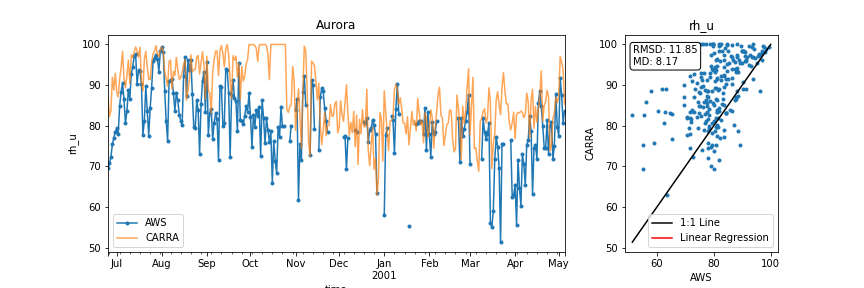 Aurora
rh_u
100
90
80
70
60
50
rh_u
AWS
CARRA
Jul
Aug
Sep
Oct
Nov
Dec
Jan
2001
Feb
Mar
Apr
May
rh_u
RMSD: 11.85
MD: 8.17
100
90
80
70
60
50
CARRA
1:1 Line
Linear Regression
60
80
100
AWS